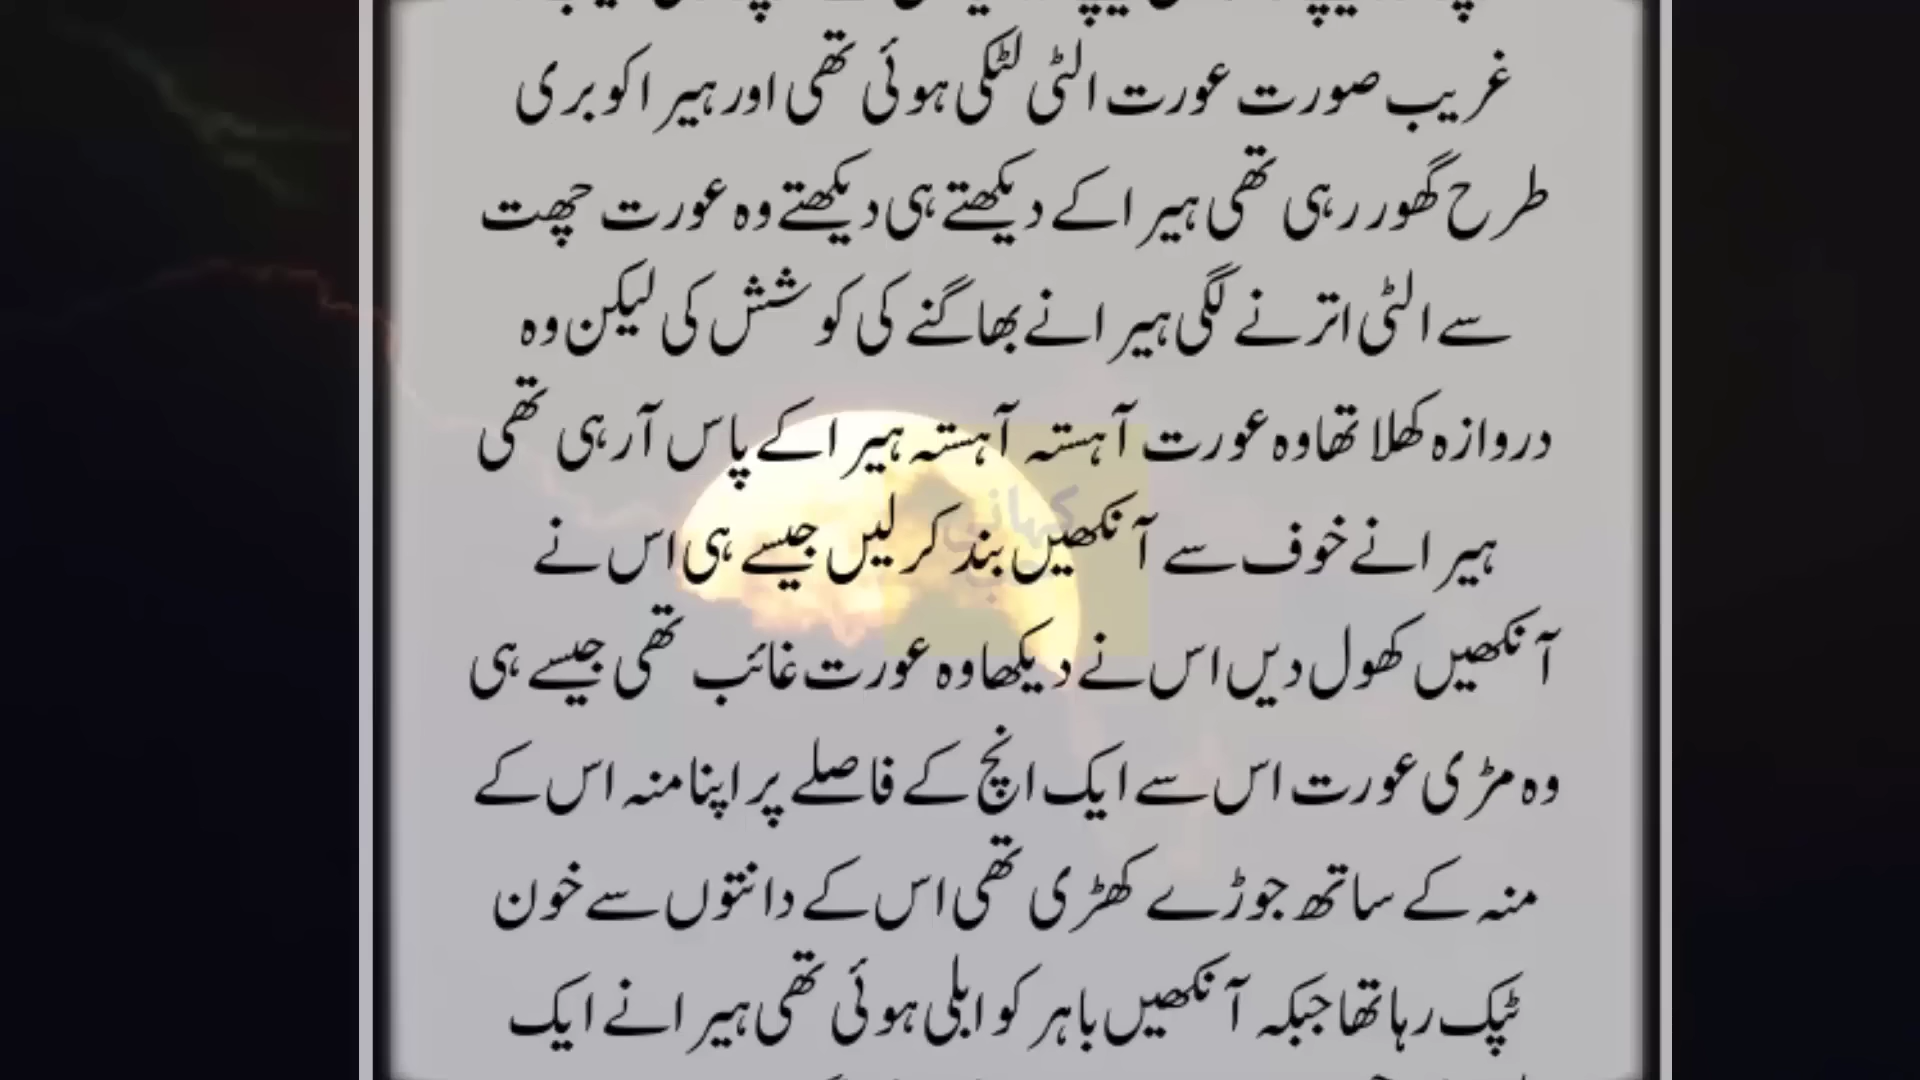 غریب صورت عورت الٹی لٹکی ہوئی تھی اور ہیرا کو بری
طرح گھور رہی تھی ہیرا کے دیکھتے ہی دیکھتے وہ عورت چھت
سے الٹی اترنے لگی ہیرا نے بھاگنے کی کوشش کی لیکن وہ
دروازہ کھلا تھا وہ عورت آہستہ آہستہ ہیرا کے پاس آرہی تھی
ہیرا نے خوف سے آنکھیں بند کر لیں جیسے ہی اس نے
آنکھیں کھول دیں اس نے دیکھا وہ عورت غائب تھی جیسے ہی
وہ مڑی عورت اس سے ایک انچ کے فاصلے پر اپنا منہ اس کے
منہ کے ساتھ جوڑے کھڑی تھی اس کے دانتوں سے خون
ٹپک رہا تھا جبکہ آنکھیں باہر کو ابلی ہوئی تھی ہیرا نے ایک
کہانی